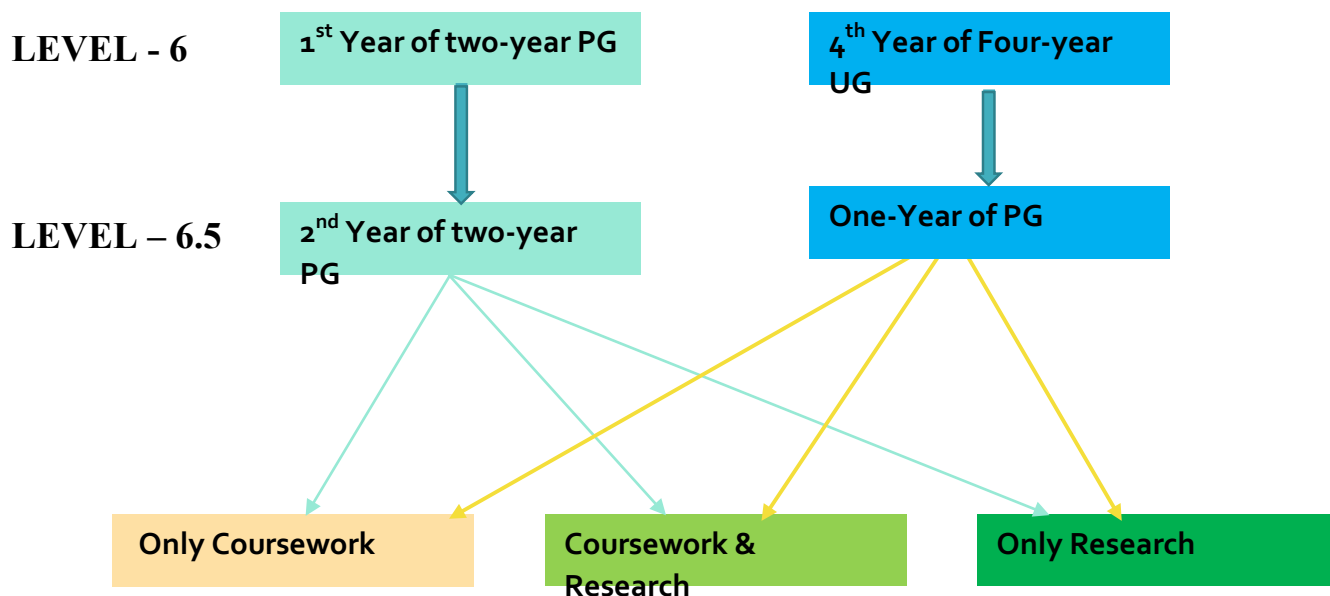 LEVEL - 6
1st Year of two-year PG
4th Year of Four-year
UG
LEVEL – 6.5
2nd Year of two-year
PG
One-Year of PG
Only Coursework
Coursework &
Research
Only Research